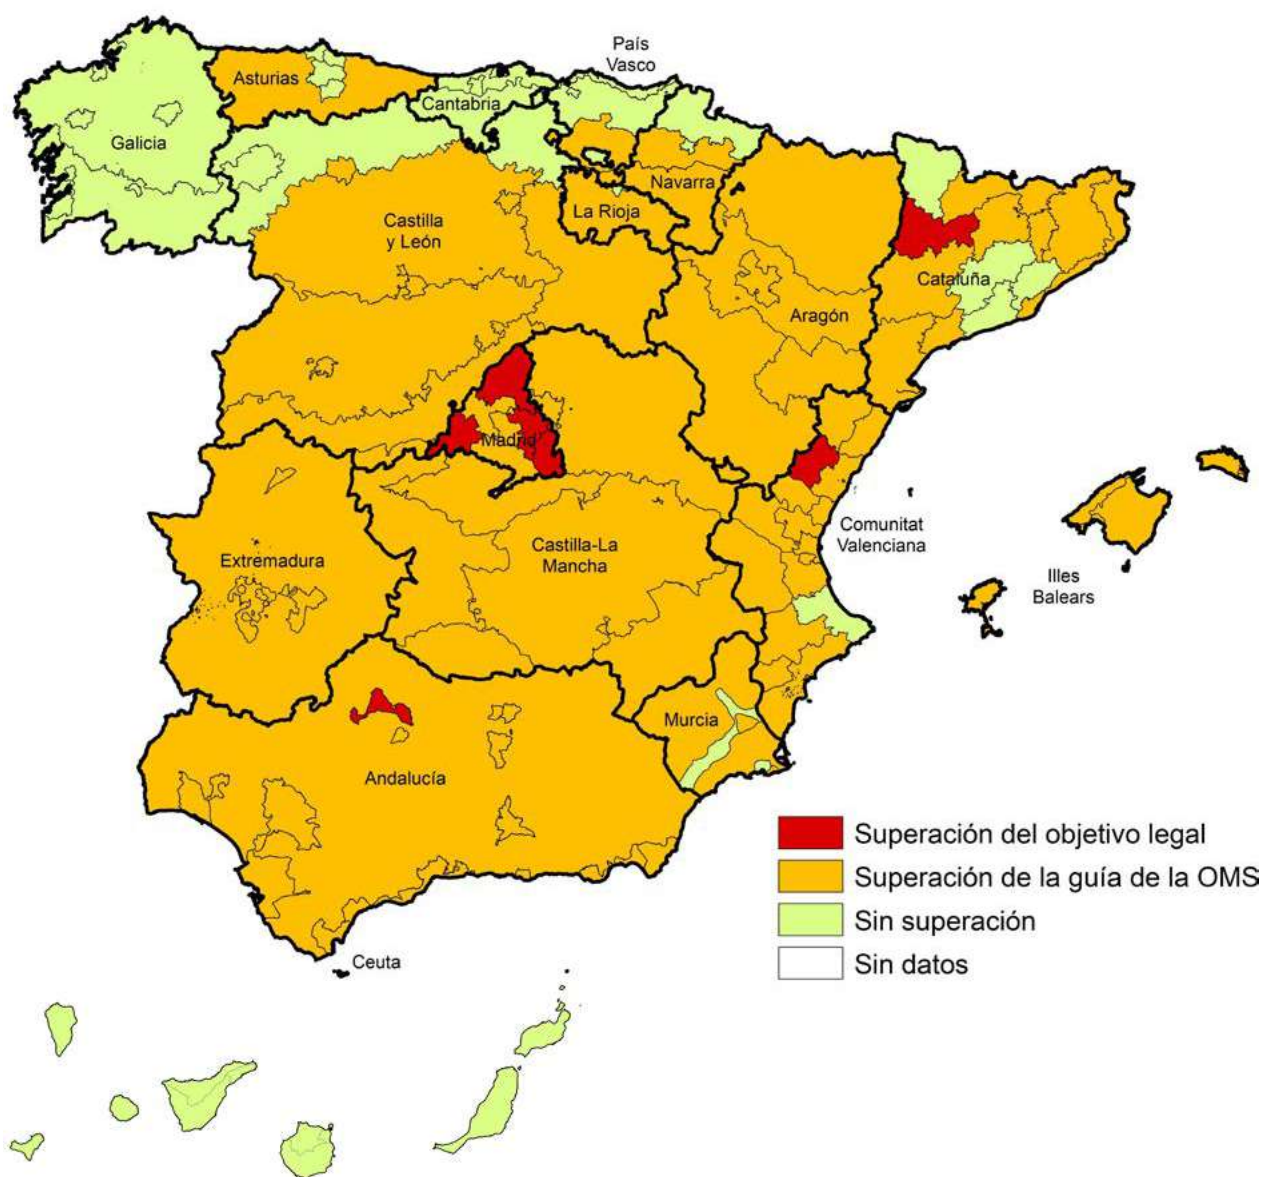 País
Vasco
Asturias
Cantabria
Galicia
Navarra
La Rioja
Castilla
y León
Cataluña
Aragón
Madrid
Comunitat
Valenciana
Castilla-La
Mancha
Extremadura
Illes
Balears
Murcia
Andalucía
Ceuta
Superación del objetivo legal
Superación de la guía de la OMS
Sin superación
Sin datos